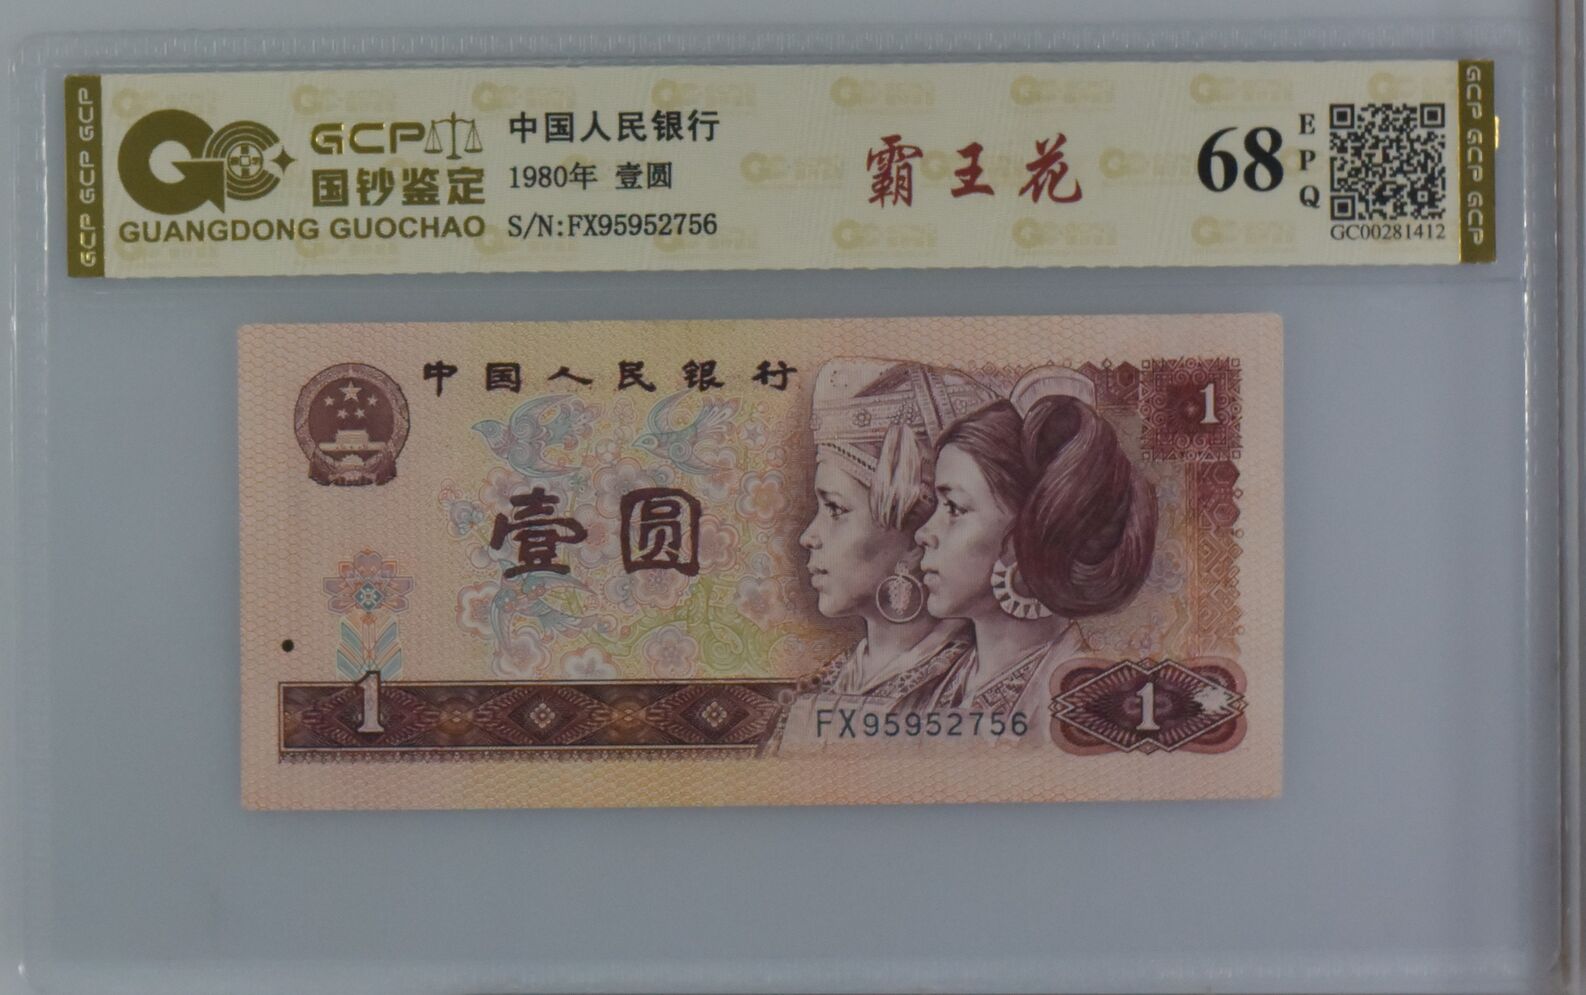 GCP GCP GCP
GC
GCP
国钞鉴定
GUANGDONG GUOCHAO
中国人民银行
1980年 壹圆
S/N:FX95952756
霸王花
68
EPQ
GC00281412
GCP GCP GCP
中国人民银行
1
壹圆
1
FX95952756
1